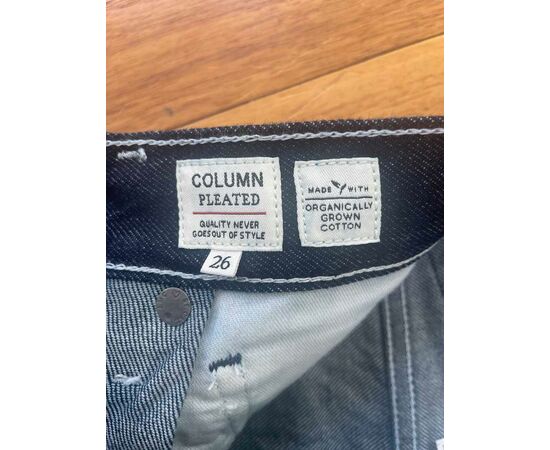 COLUMN
PLEATED
QUALITY NEVER
GOES OUT OF STYLE
MADE WITH
ORGANICALLY
GROWN
COTTON
26